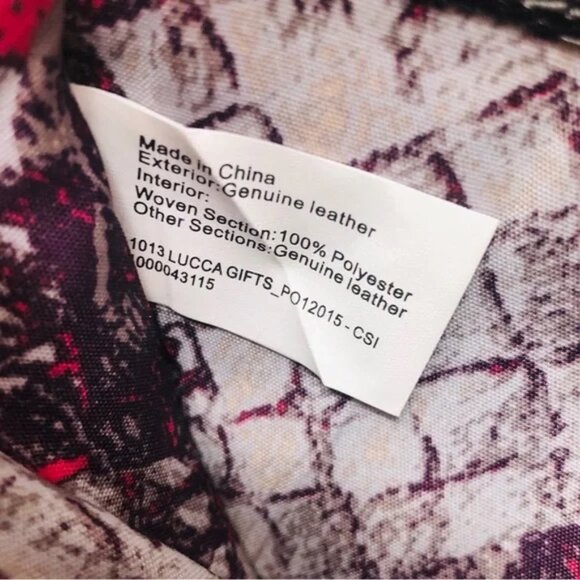 Made in China
Exterior:Genuine leather
Interior:
Woven Section:100% Polyester
Other Sections:Genuine leather
1013 LUCCA GIFTS_PO12015 - CSI
1000043115